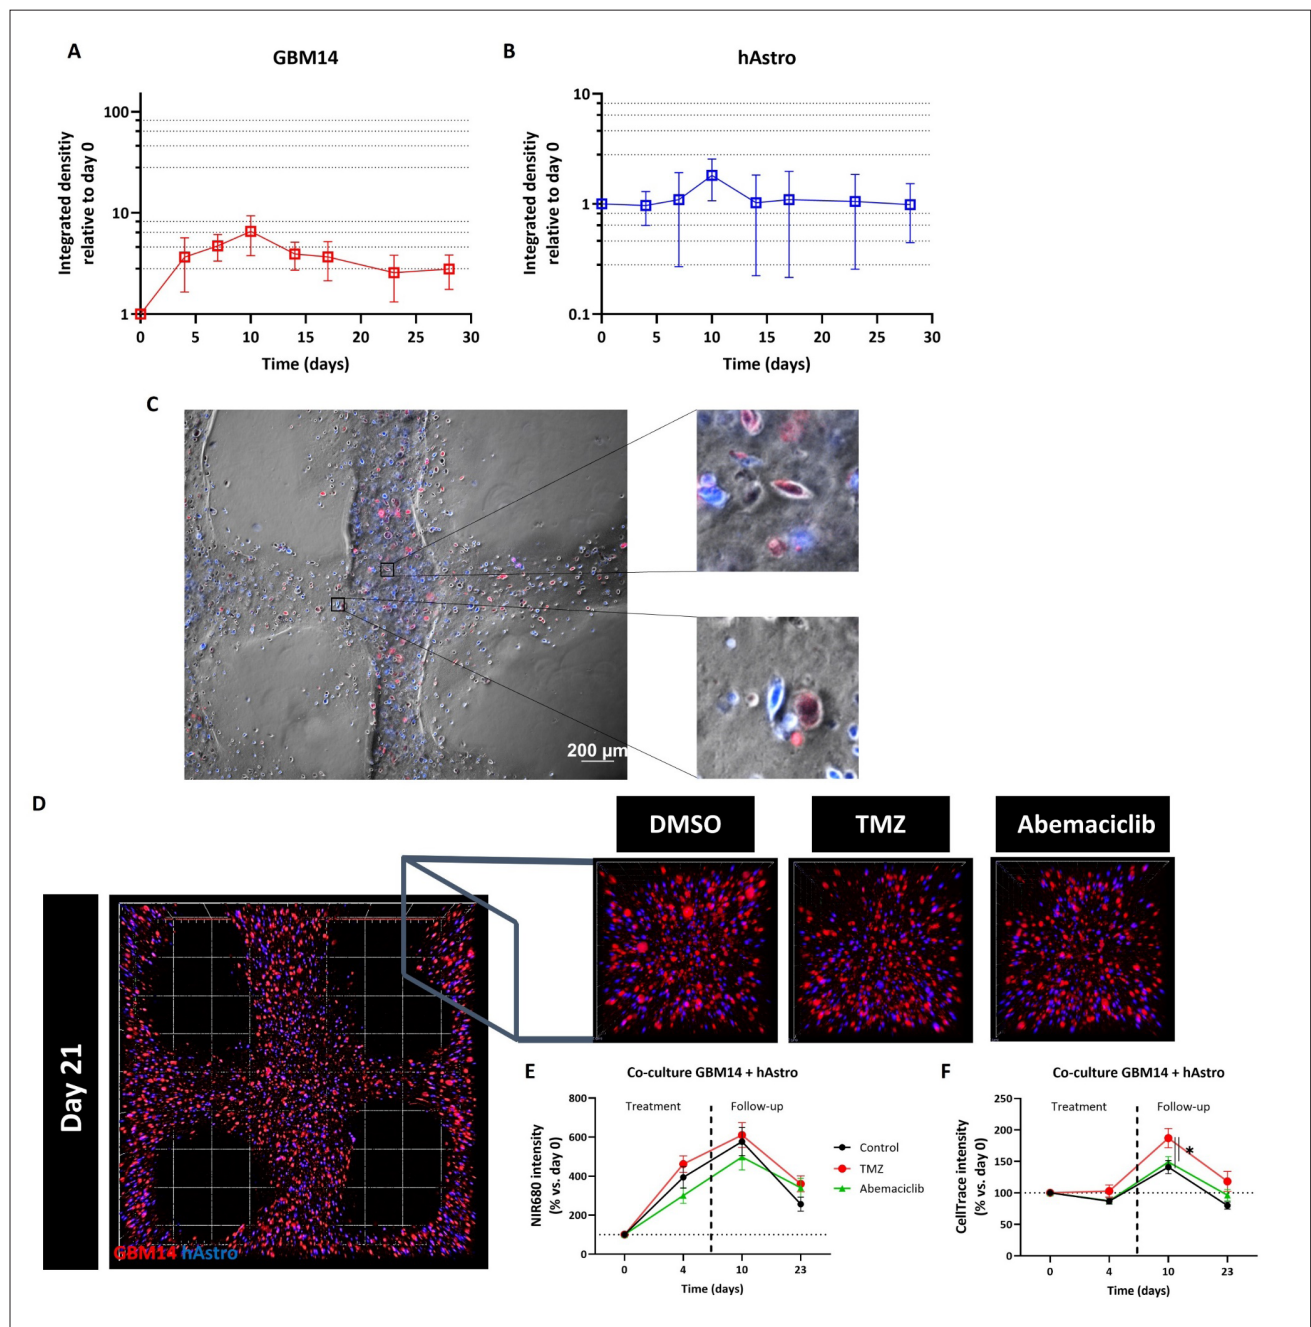 A
GBM14
Integrated densitiy
relative to day 0
100
10
1
0 5 10 15 20 25 30
Time (days)
B
hAstro
Integrated densitiy
relative to day 0
10
1
0.1
0 5 10 15 20 25 30
Time (days)
C
200 µm
D
Day 21
GBM14 hAstro
DMSO
TMZ
Abemaciclib
E
Co-culture GBM14 + hAstro
Treatment
Follow-up
NIR680 intensity
(% vs. day 0)
800
600
400
200
0
0 4 10 23
Time (days)
Control
TMZ
Abemaciclib
F
Co-culture GBM14 + hAstro
Treatment
Follow-up
CellTrace intensity
(% vs. day 0)
250
200
150
100
50
0
*
0 4 10 23
Time (days)